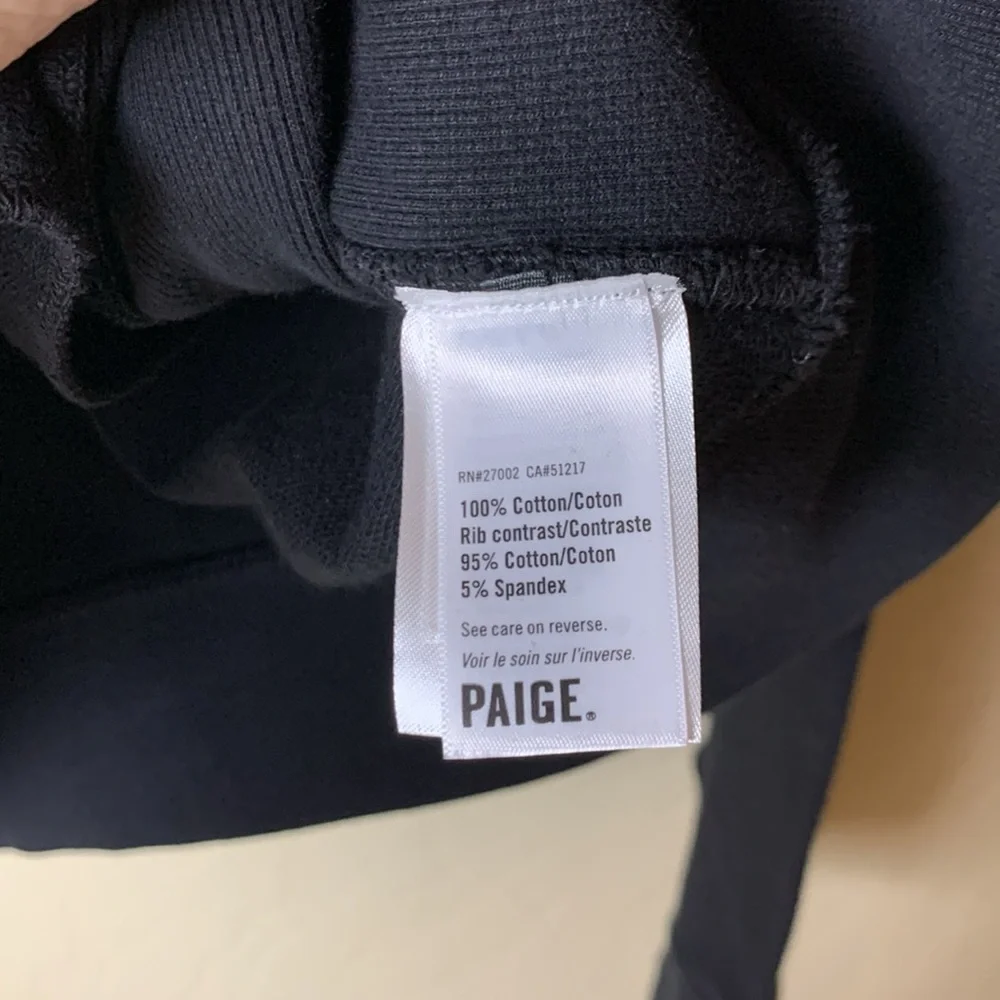 RN#27002 CA#51217
100% Cotton/Coton
Rib contrast/Contraste
95% Cotton/Coton
5% Spandex
See care on reverse.
Voir le soin sur l'inverse.
PAIGE®